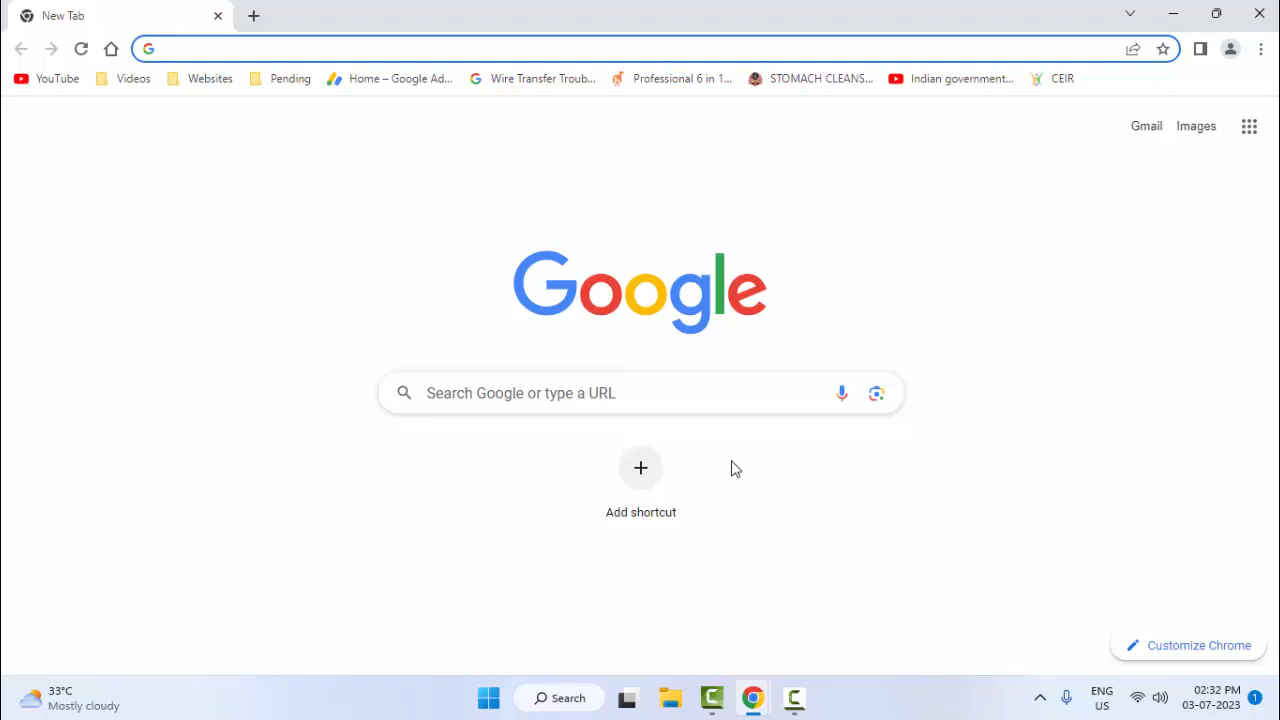 New Tab
YouTube Videos Websites Pending Home – Google Ad... Wire Transfer Troub... Professional 6 in 1... STOMACH CLEANS... Indian government... CEIR
Gmail Images
Google
Search Google or type a URL
Add shortcut
Customize Chrome
33°C
Mostly cloudy
Search
ENG
US
02:32 PM
03-07-2023
1